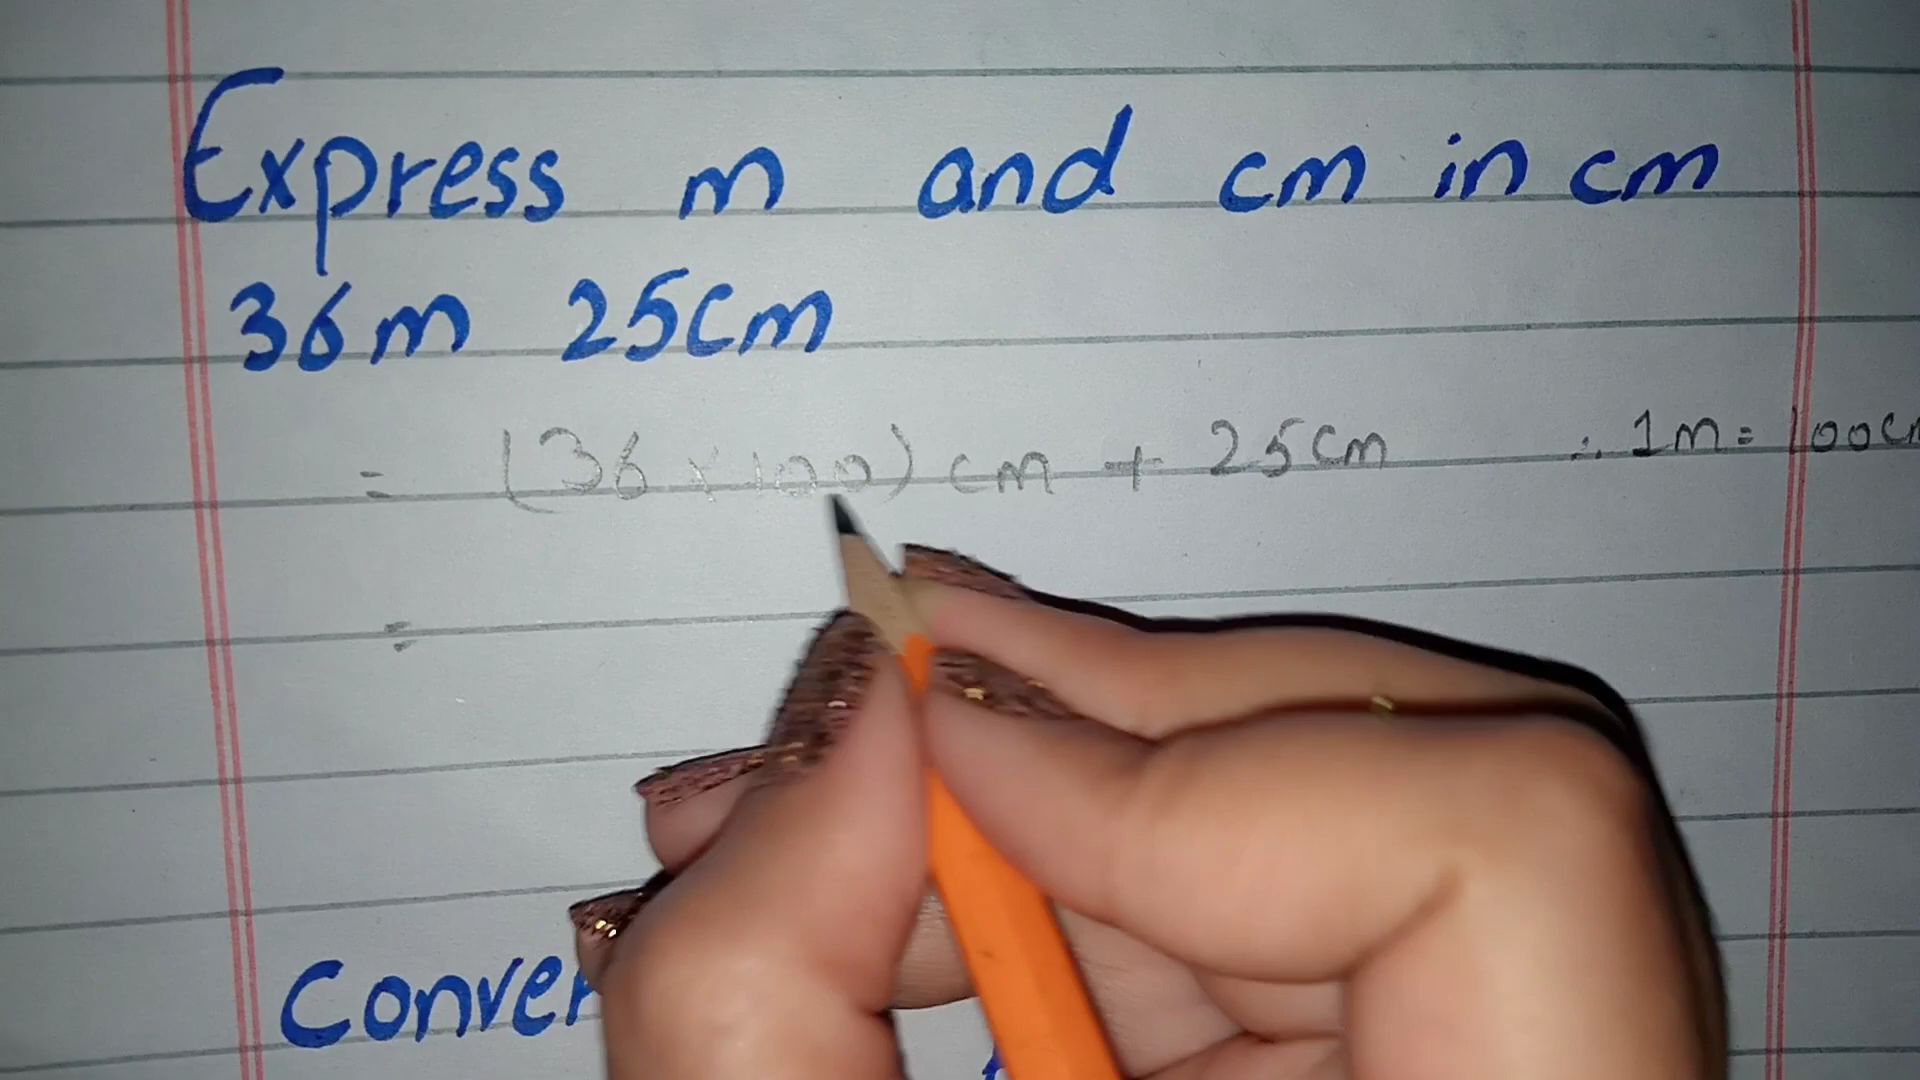 Express m and cm in cm
36m 25cm
= (36 × 100) cm + 25cm ∴ 1m = 100cm
=
Conver